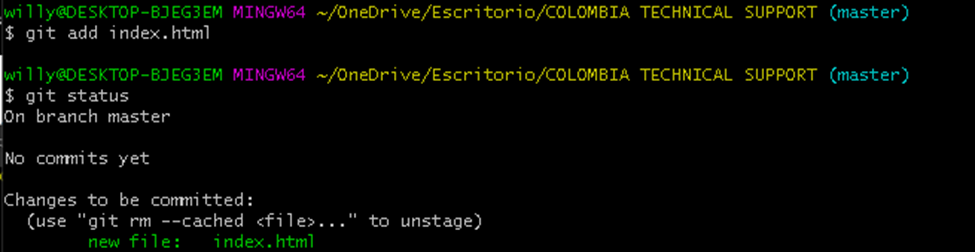 willy@DESKTOP-BJEG3EM MINGW64 ~/OneDrive/Escritorio/COLOMBIA TECHNICAL SUPPORT (master)
$ git add index.html
willy@DESKTOP-BJEG3EM MINGW64 ~/OneDrive/Escritorio/COLOMBIA TECHNICAL SUPPORT (master)
$ git status
On branch master
No commits yet
Changes to be committed:
(use "git rm --cached <file>..." to unstage)
new file: index.html